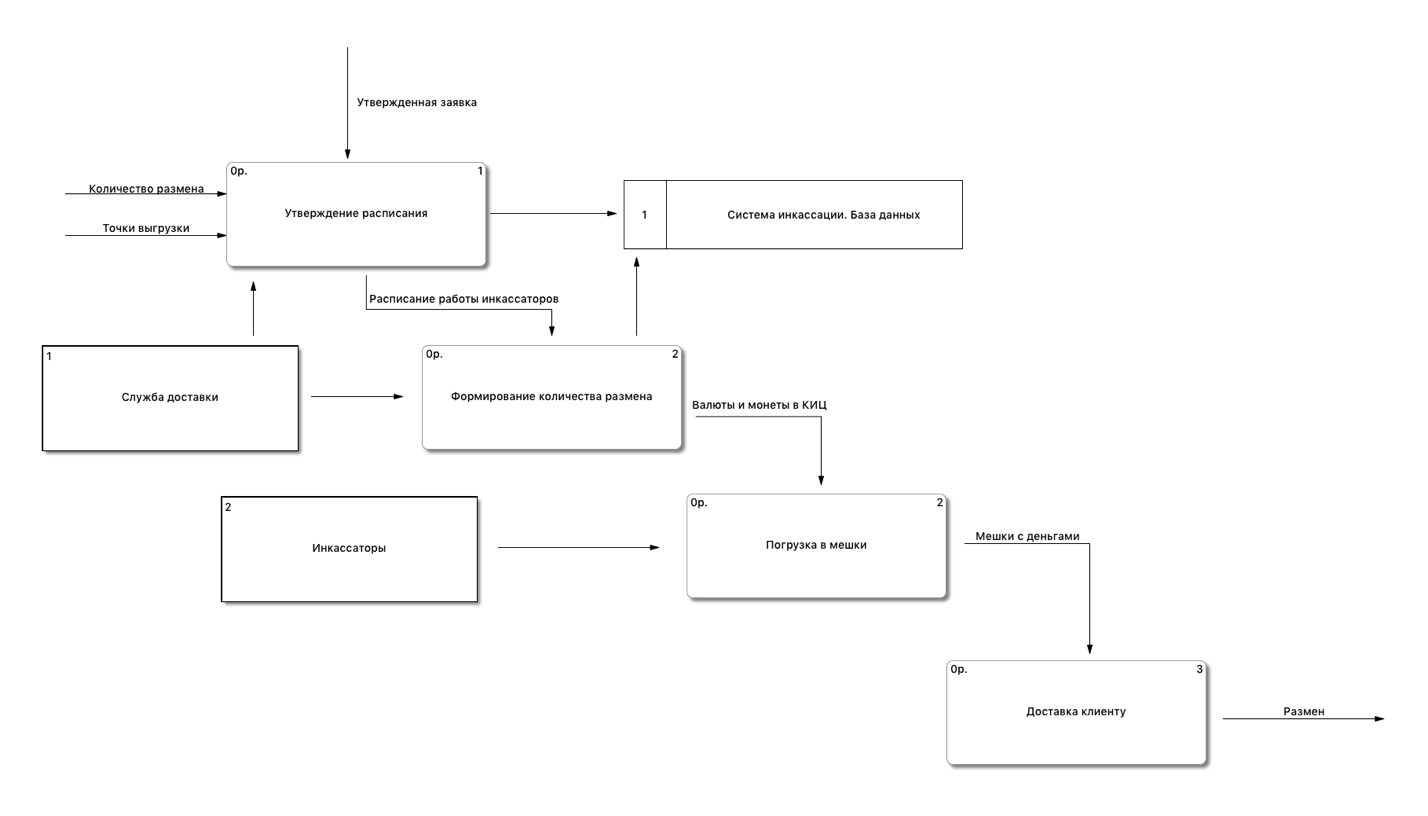 Утвержденная заявка
0р.
1
Количество размена
Утверждение расписания
Точки выгрузки
1
Система инкассации. База данных
Расписание работы инкассаторов
1
Служба доставки
0р.
2
Формирование количества размена
Валюты и монеты в КИЦ
2
Инкассаторы
0р.
2
Погрузка в мешки
Мешки с деньгами
0р.
3
Доставка клиенту
Размен